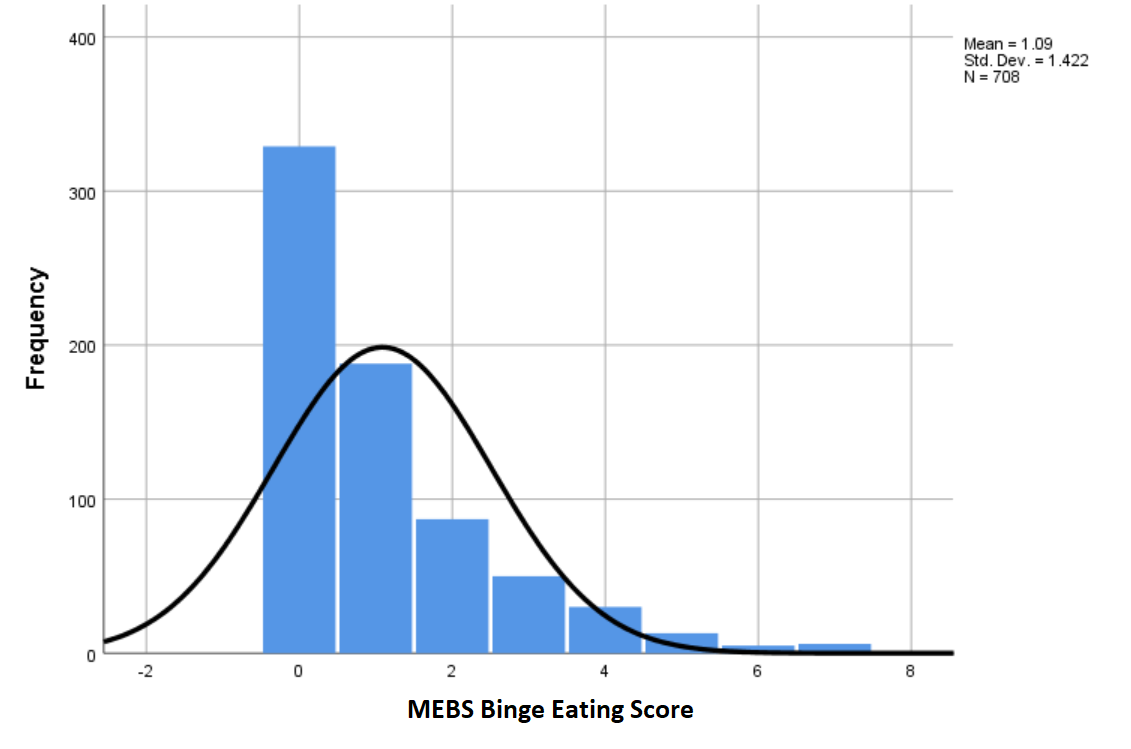 400
300
200
100
0
Frequency
-2 0 2 4 6 8
MEBS Binge Eating Score
Mean = 1.09
Std. Dev. = 1.422
N = 708